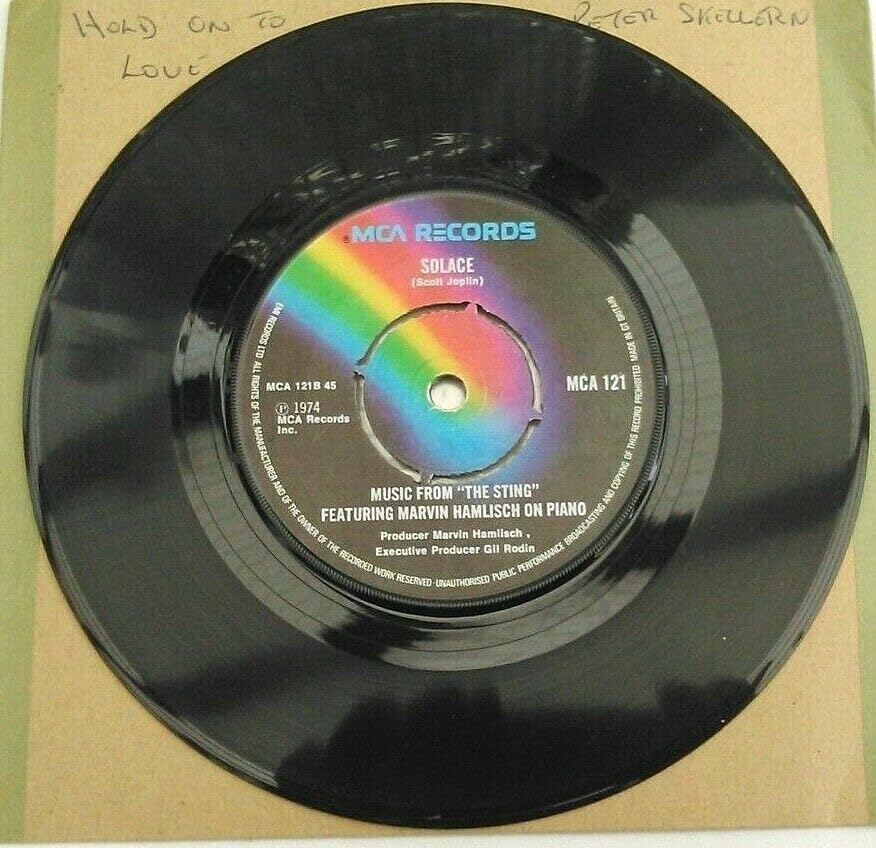 HOLD ON TO PETER SKELLERN
LOVE
MCA RECORDS
SOLACE
(Scott Joplin)
MCA 121B 45
MCA 121
℗ 1974
MCA Records
Inc.
MUSIC FROM "THE STING"
FEATURING MARVIN HAMLISCH ON PIANO
Producer Marvin Hamlisch ,
Executive Producer Gil Rodin
EMI RECORDS LTD ALL RIGHTS OF THE MANUFACTURER AND OF THE OWNER OF THE RECORDED WORK RESERVED · UNAUTHORISED PUBLIC PERFORMANCE BROADCASTING AND COPYING OF THIS RECORD PROHIBITED MADE IN GT BRITAIN